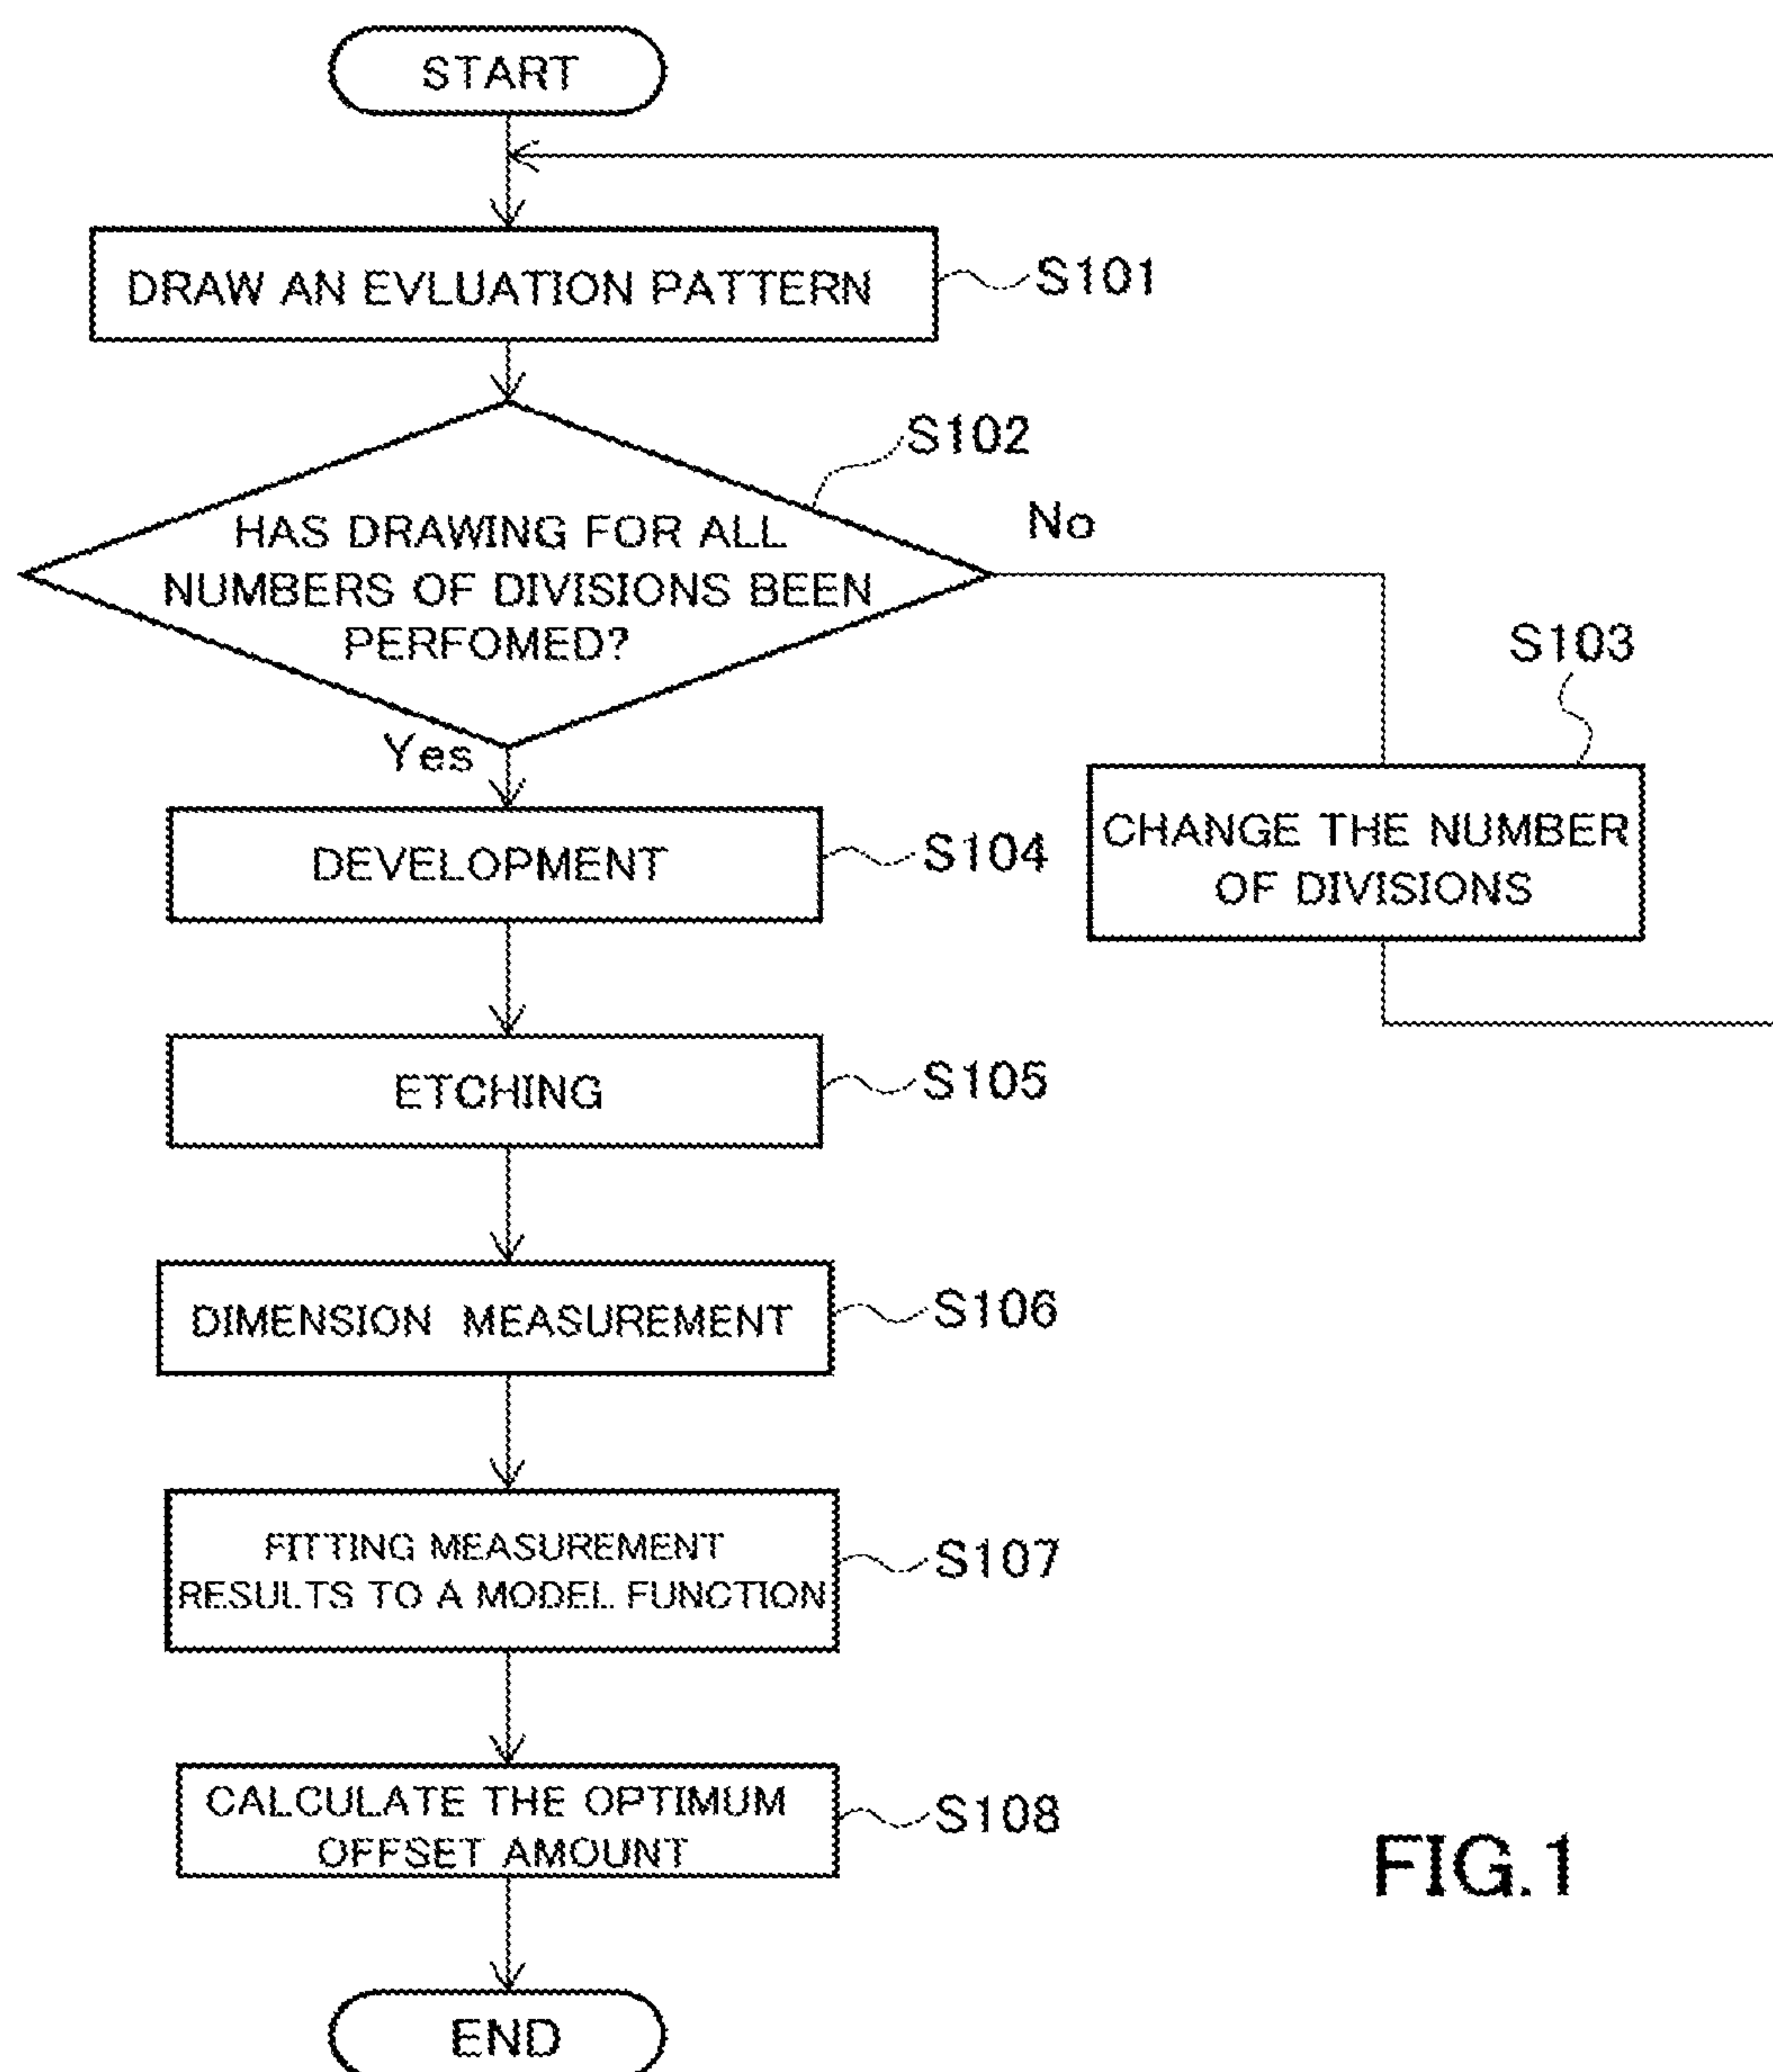 START
DRAW AN EVLUATION PATTERN
S101
S102
HAS DRAWING FOR ALL
NUMBERS OF DIVISIONS BEEN
PERFOMED?
No
Yes
S103
CHANGE THE NUMBER
OF DIVISIONS
DEVELOPMENT
S104
ETCHING
S105
DIMENSION MEASUREMENT
S106
FITTING MEASUREMENT
RESULTS TO A MODEL FUNCTION
S107
CALCULATE THE OPTIMUM
OFFSET AMOUNT
S108
FIG.1
END